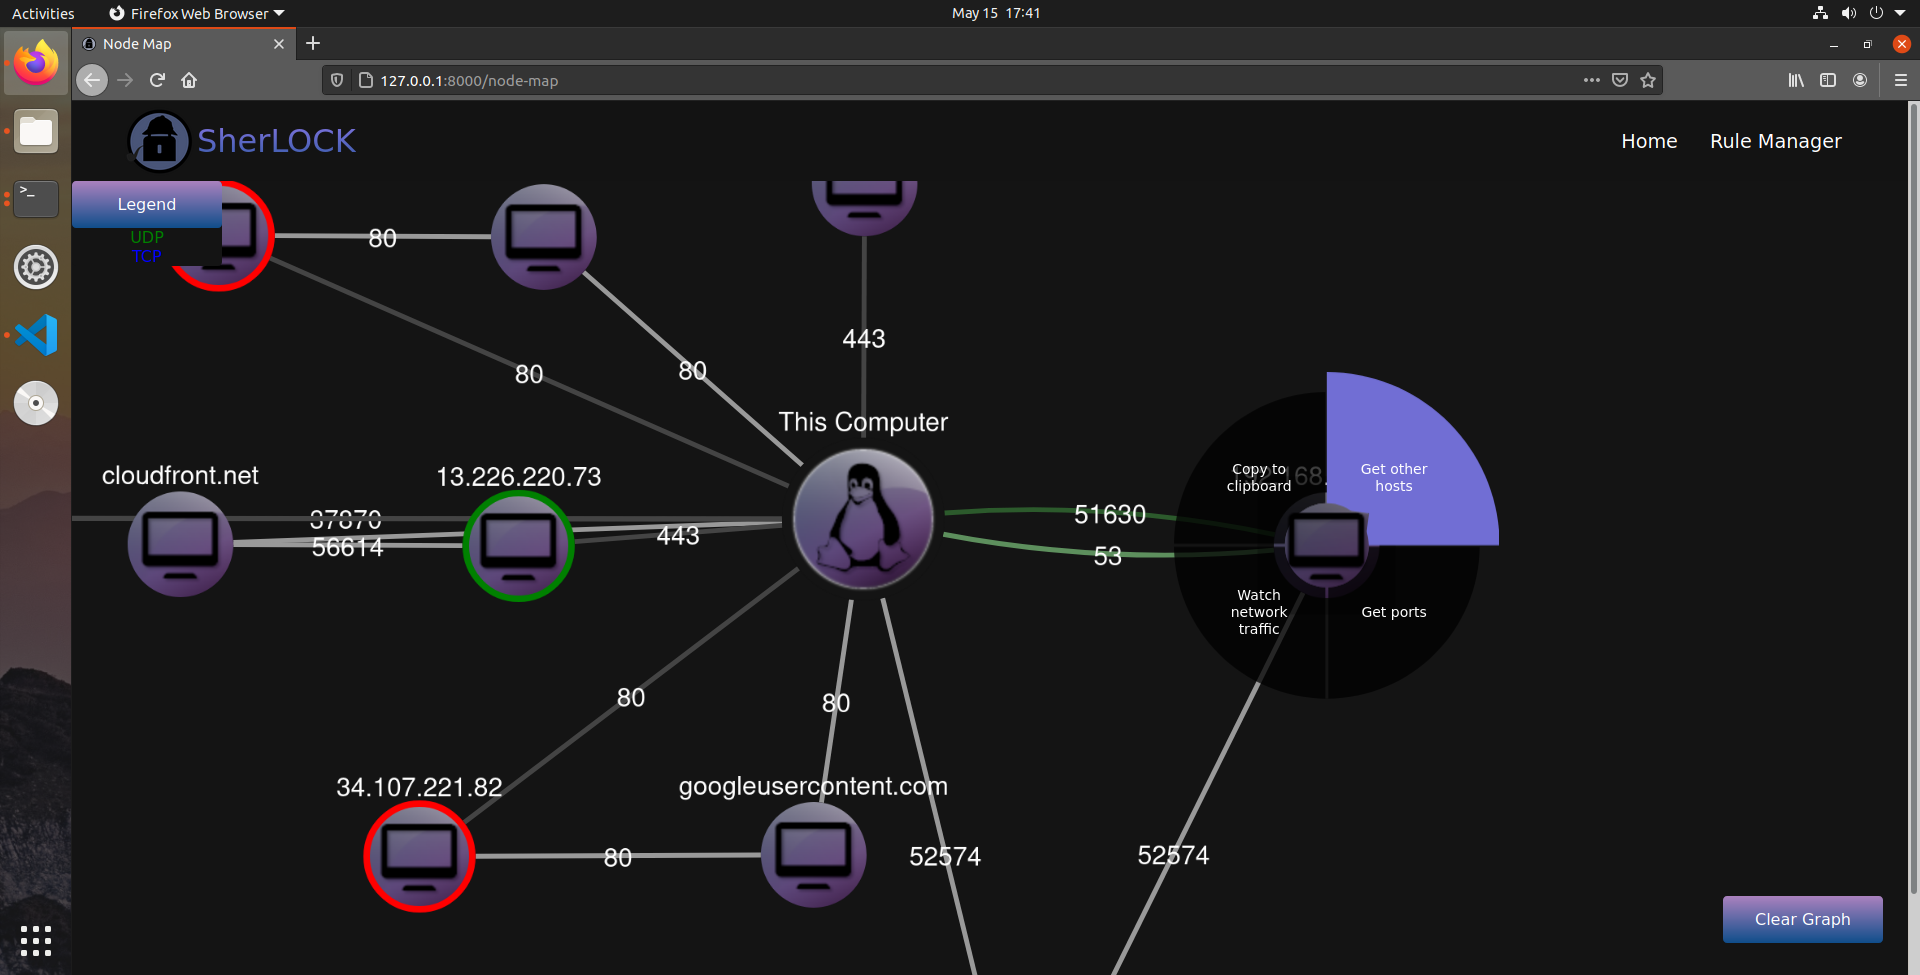 Activities
Firefox Web Browser
May 15 17:41
Node Map
127.0.0.1:8000/node-map
SherLOCK
Home
Rule Manager
Legend
UDP
TCP
80
443
80
80
This Computer
cloudfront.net
13.226.220.73
37870
56614
443
51630
53
Copy to
clipboard
168.
Get other
hosts
Watch
network
traffic
Get ports
80
80
34.107.221.82
googleusercontent.com
80
52574
52574
Clear Graph